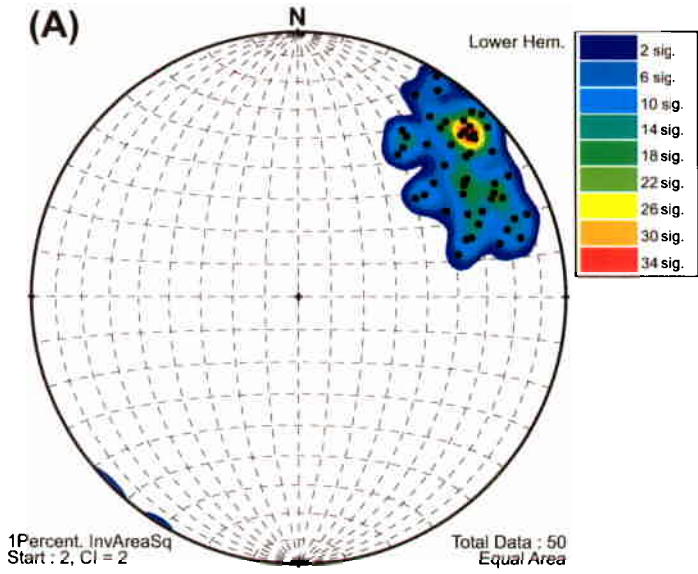 (A)
N
Lower Hem.
2 sig.
6 sig.
10 sig.
14 sig.
18 sig.
22 sig.
26 sig.
30 sig.
34 sig.
1Percent. InvAreaSq
Start : 2, CI = 2
Total Data : 50
Equal Area